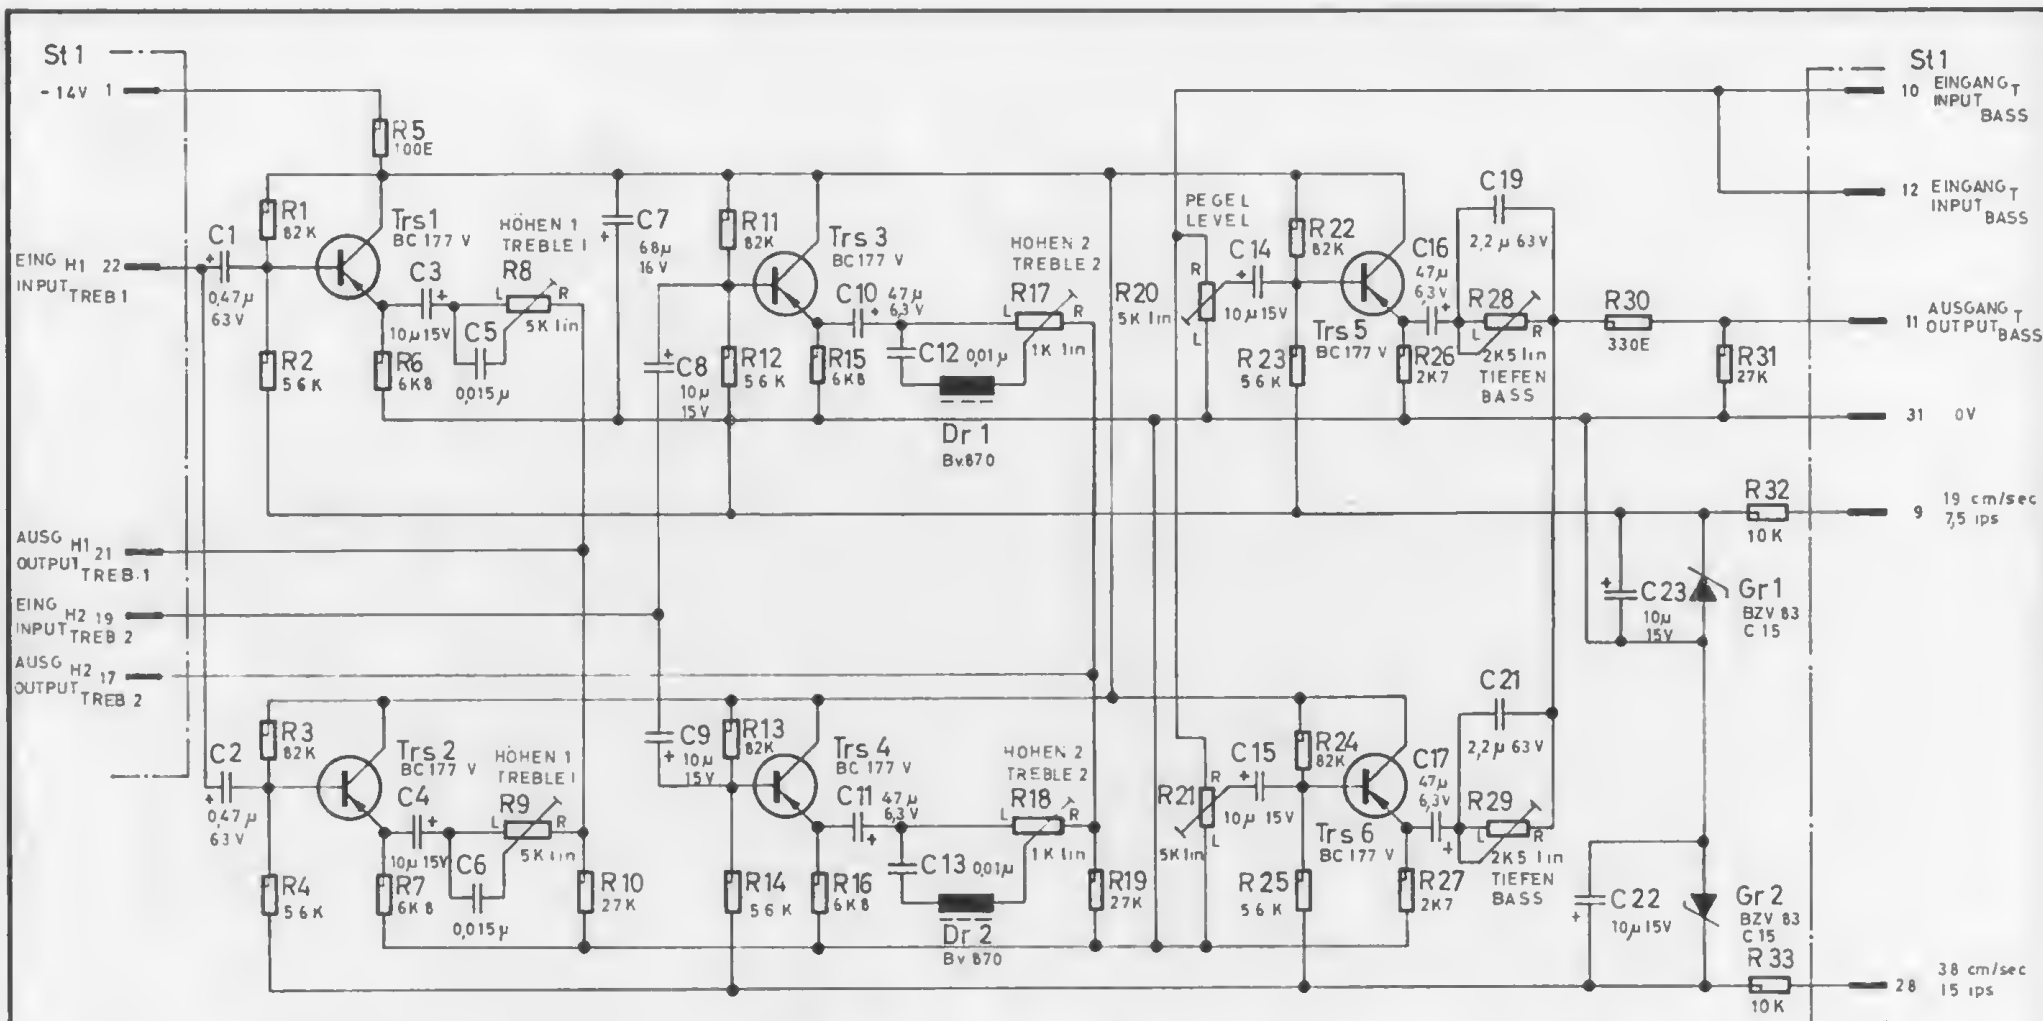 St 1
-14V 1
R5
100E
R1
82K
C1
0,47µ
63V
EING H1 22
INPUT TREB 1
Trs1
BC 177 V
HÖHEN 1
TREBLE 1
C3
10µ 15V
R8
5K lin
L R
C5
0,015µ
R2
56K
R6
6K8
C7
68µ
16V
R11
82K
Trs 3
BC177 V
HÖHEN 2
TREBLE 2
C10
47µ
6,3V
R17
1K lin
L R
C8
10µ
15V
R12
56K
R15
6K8
C12 0,01µ
Dr 1
Bv.870
PEGEL
LEVEL
R
L
R20
5K lin
C14
10µ 15V
R22
82K
Trs 5
BC 177 V
R23
56K
C16
47µ
6,3V
R26
2K7
C19
2,2µ 63V
R28
2K5 lin
L R
TIEFEN
BASS
R30
330E
R31
27K
St1
10 EINGANG T
INPUT BASS
12 EINGANG T
INPUT BASS
11 AUSGANG T
OUTPUT BASS
31 0V
R32
10K
9 19 cm/sec
7,5 ips
C23
10µ
15V
Gr 1
BZV 83
C 15
AUSG H1 21
OUTPUT TREB.1
EING H2 19
INPUT TREB 2
AUSG H2 17
OUTPUT TREB 2
R3
82K
C2
0,47µ
63V
Trs 2
BC 177 V
HÖHEN 1
TREBLE 1
C4
10µ 15V
R9
5K lin
L R
C6
0,015µ
R4
56K
R7
6K8
R10
27K
C9
10µ
15V
R13
82K
Trs 4
BC 177 V
HÖHEN 2
TREBLE 2
C11
47µ
6,3V
R18
1K lin
L R
R14
56K
R16
6K8
C13 0,01µ
Dr 2
Bv 870
R19
27K
R21
5K lin
R
L
C15
10µ 15V
R24
82K
Trs 6
BC 177 V
R25
56K
C17
47µ
6,3V
R27
2K7
C21
2,2µ 63V
R29
2K5 lin
L R
TIEFEN
BASS
C22
10µ 15V
Gr 2
BZV 83
C 15
R33
10K
28 38 cm/sec
15 ips